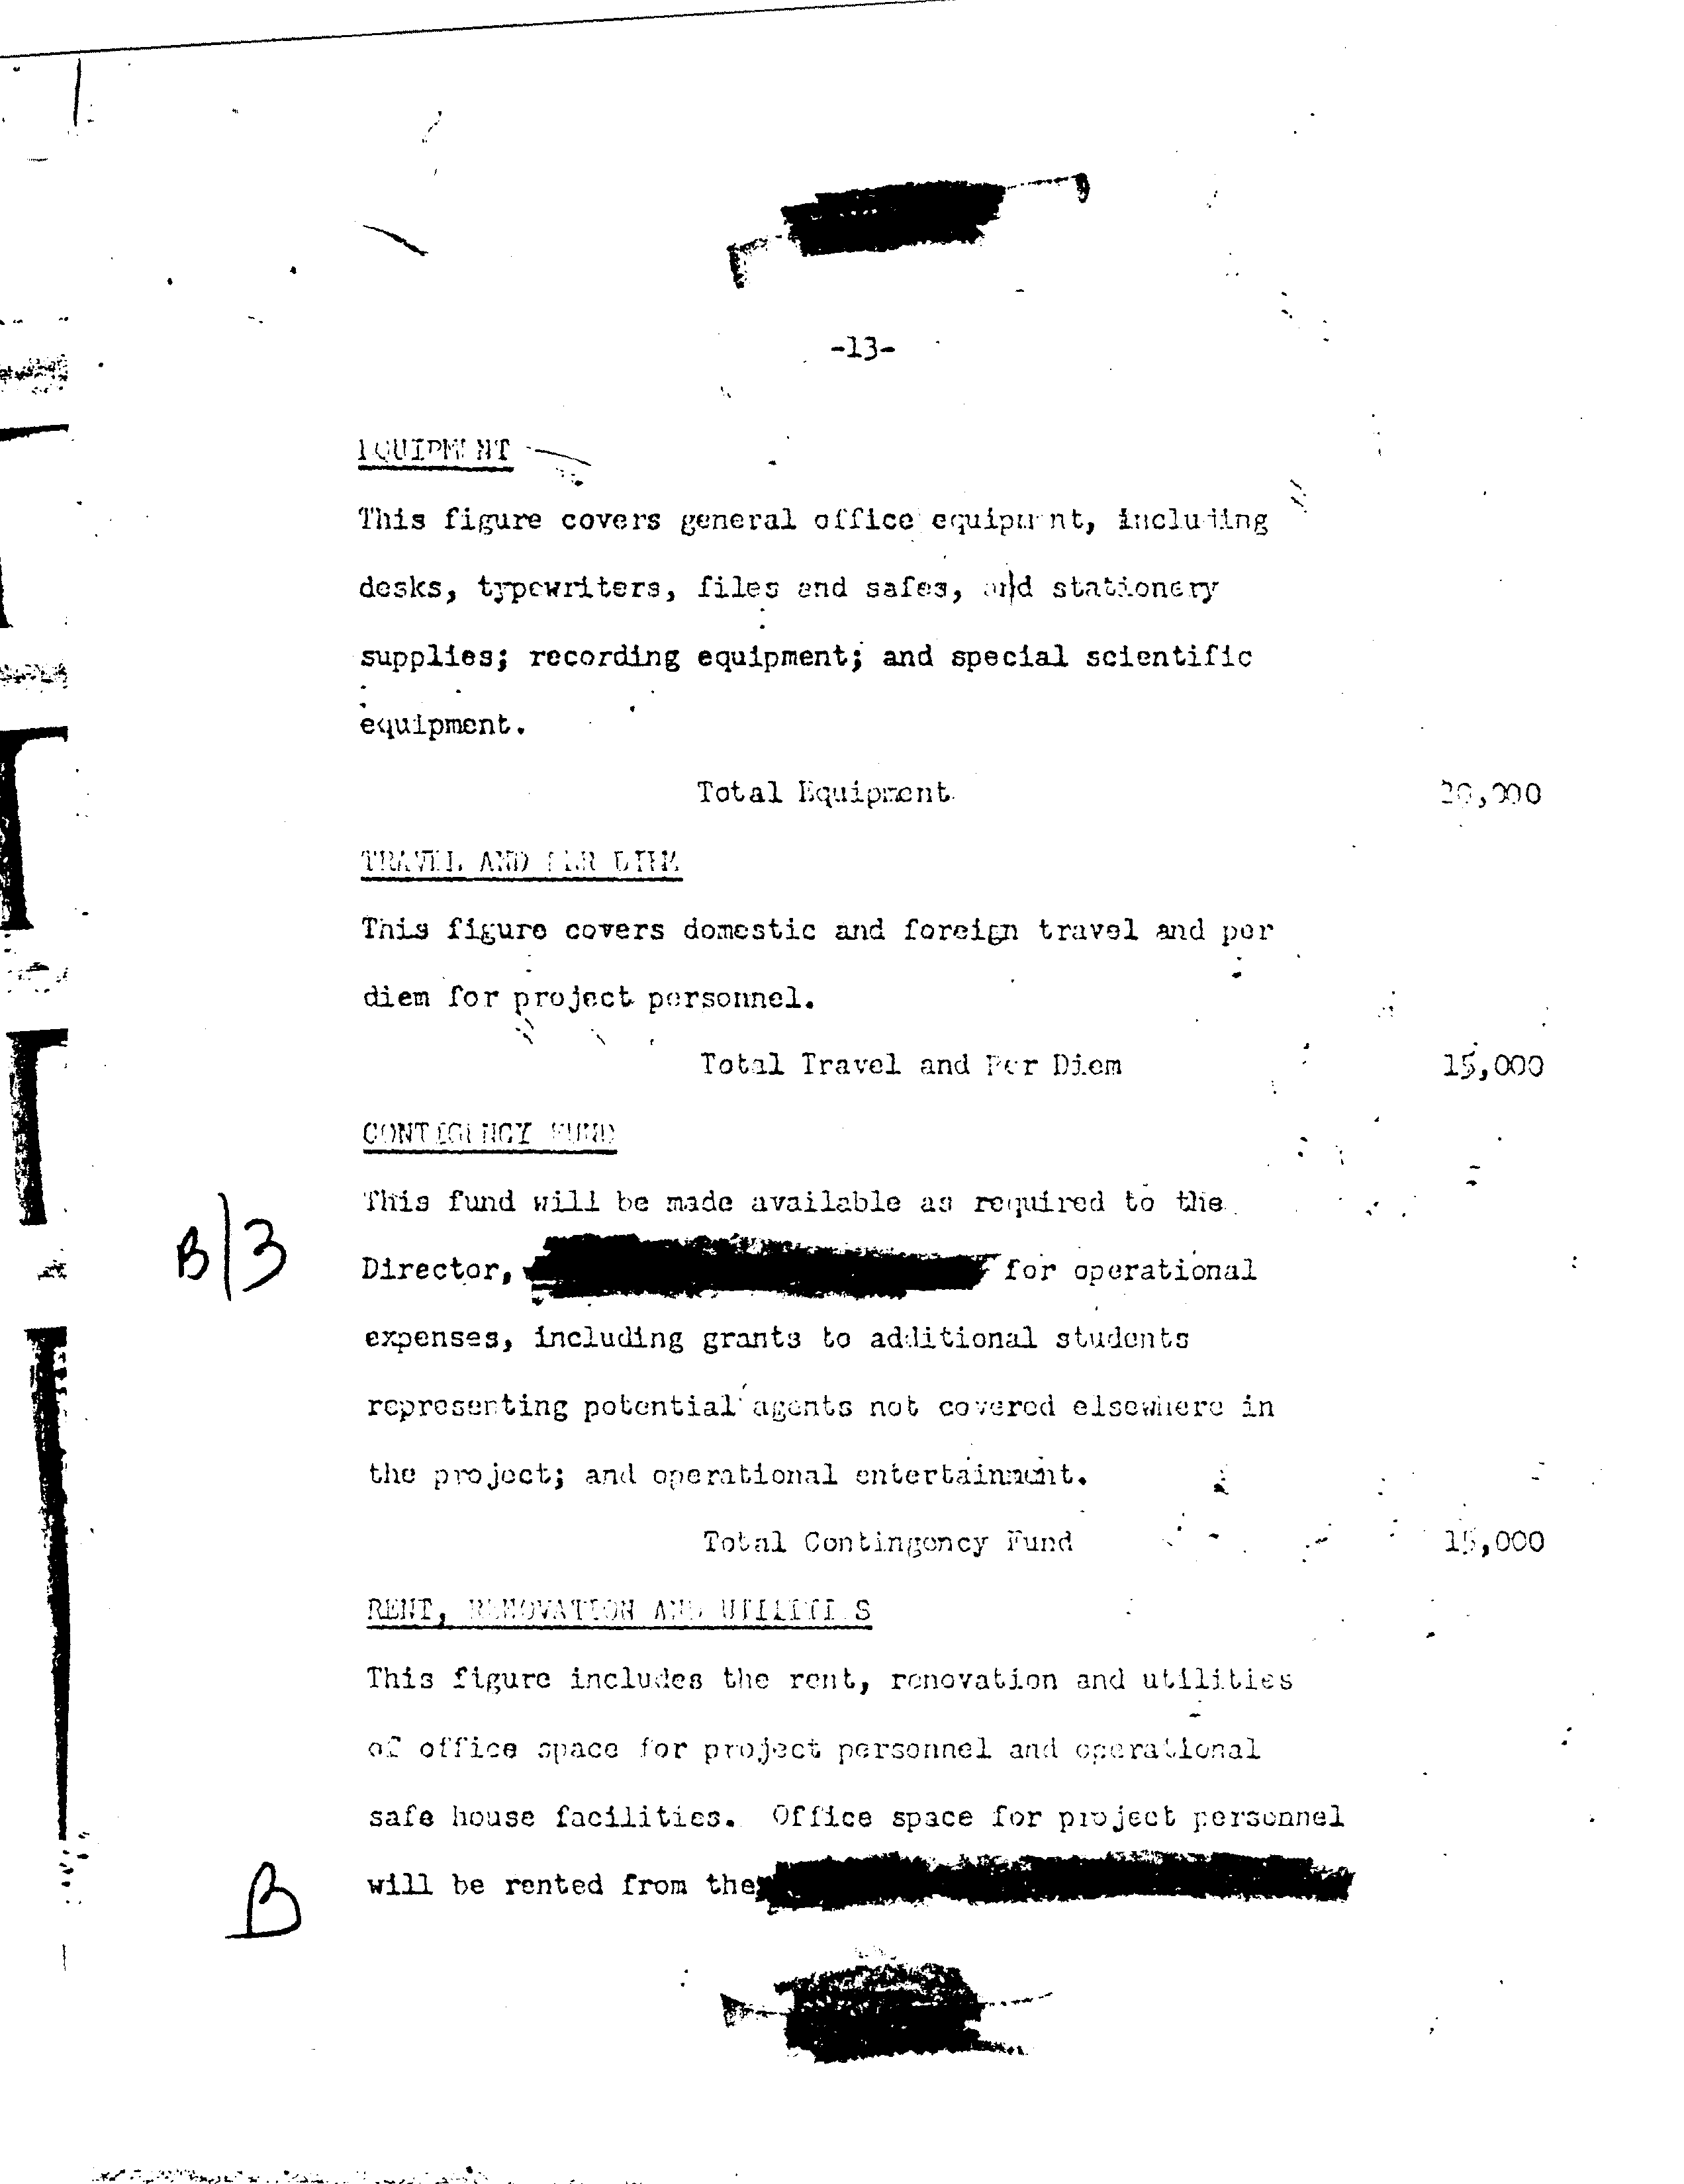 -13-
EQUIPMENT
This figure covers general office equipment, including
desks, typewriters, files and safes, and stationery
supplies; recording equipment; and special scientific
equipment.
Total Equipment 20,000
TRAVEL AND PER DIEM
This figure covers domestic and foreign travel and per
diem for project personnel.
Total Travel and Per Diem 15,000
CONTIGENCY FUND
This fund will be made available as required to the
B/3
Director, for operational
expenses, including grants to additional students
representing potential agents not covered elsewhere in
the project; and operational entertainment.
Total Contingency Fund 15,000
RENT, RENOVATION AND UTILITIES
This figure includes the rent, renovation and utilities
of office space for project personnel and operational
safe house facilities. Office space for project personnel
B
will be rented from the